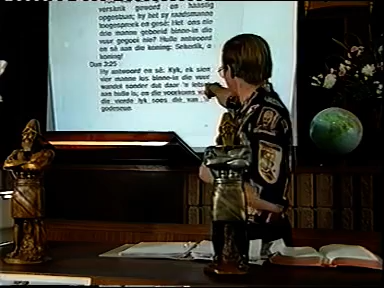 verskrik geword en haastig
opgestaan; hy het sy raadsmanne
toegespreek en gesê: Het ons nie
drie manne gebonde binne-in die
vuur gegooi nie? Hulle antwoord
en sê aan die koning: Sekerlik, o
koning!
Dan 3:25
Hy antwoord en sê: Kyk, ek sien
vier manne los binne-in die vuur
wandel sonder dat daar 'n letsel
aan hulle is, en die voorkoms van
die vierde lyk soos dié van
godeseun.